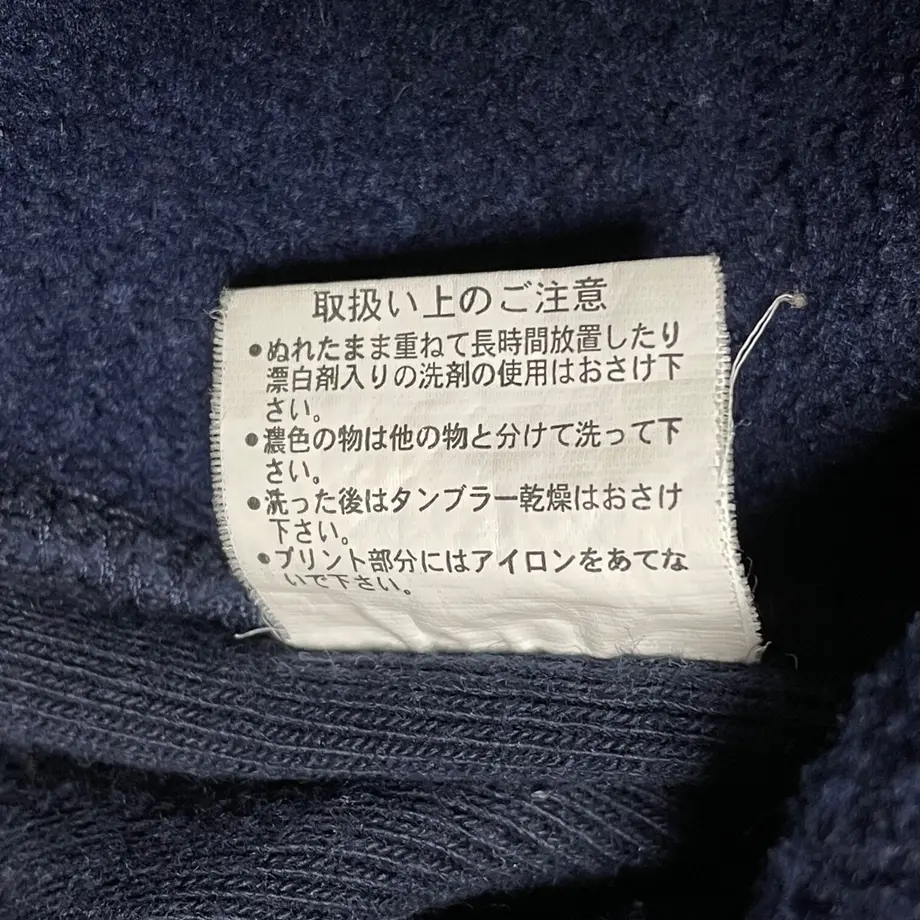 取扱い上のご注意
●ぬれたまま重ねて長時間放置したり
漂白剤入りの洗剤の使用はおさけ下
さい。
●濃色の物は他の物と分けて洗って下
さい。
●洗った後はタンブラー乾燥はおさけ
下さい。
●プリント部分にはアイロンをあてな
いで下さい。